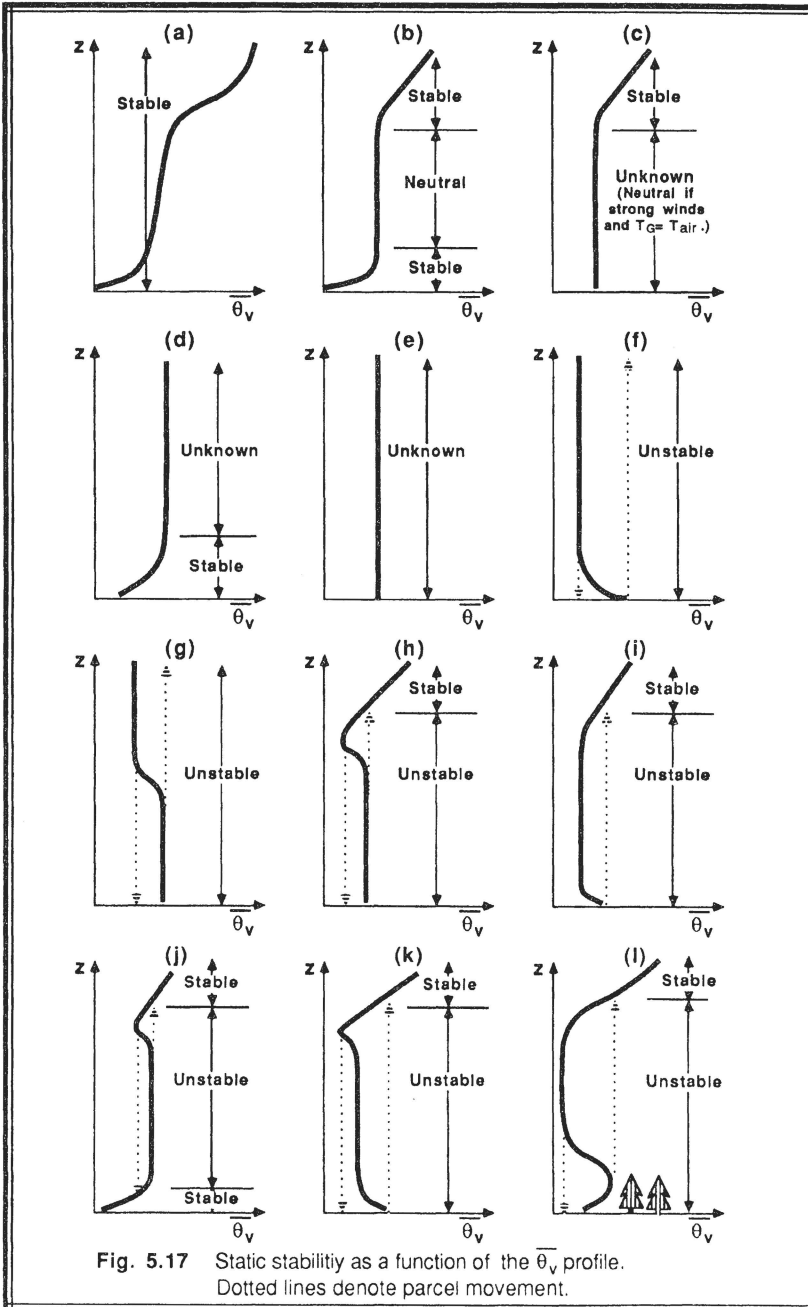 (a)
z
Stable
θ̅v
(b)
z
Stable
Neutral
Stable
θ̅v
(c)
z
Stable
Unknown
(Neutral if
strong winds
and TG= Tair .)
θ̅v
(d)
z
Unknown
Stable
θ̅v
(e)
z
Unknown
θ̅v
(f)
z
Unstable
θ̅v
(g)
z
Unstable
θ̅v
(h)
z
Stable
Unstable
θ̅v
(i)
z
Stable
Unstable
θ̅v
(j)
z
Stable
Unstable
Stable
θ̅v
(k)
z
Stable
Unstable
θ̅v
(l)
z
Stable
Unstable
θ̅v
Fig. 5.17 Static stabilitiy as a function of the θ̅v profile.
Dotted lines denote parcel movement.